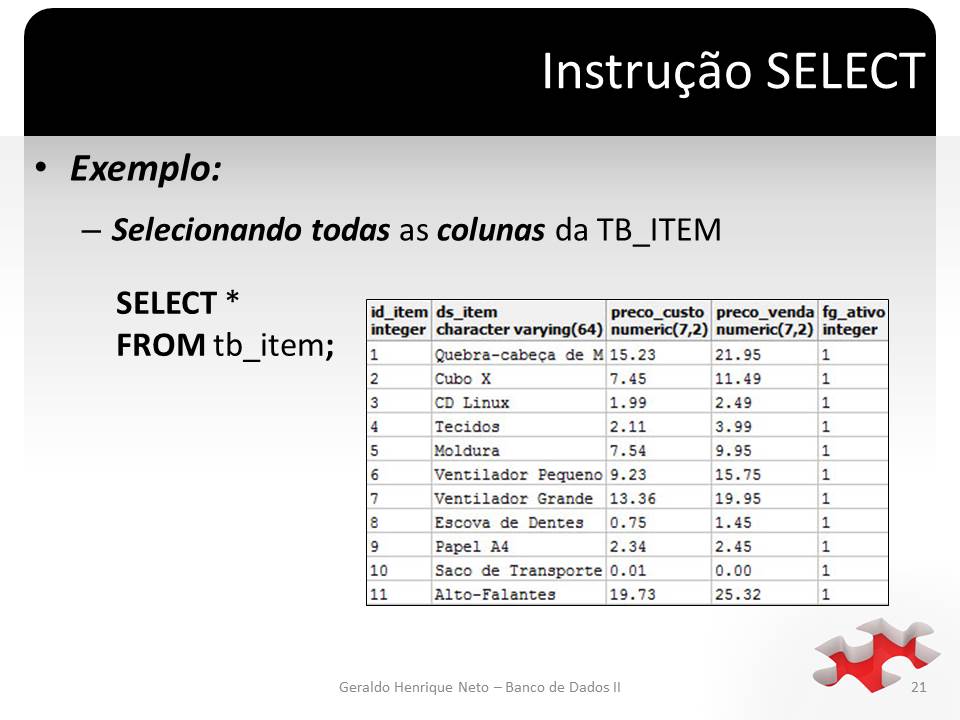 Instrução SELECT
• Exemplo:
– Selecionando todas as colunas da TB_ITEM
SELECT *
FROM tb_item;
id_item ds_item preco_custo preco_venda fg_ativo
integer character varying(64) numeric(7,2) numeric(7,2) integer
1 Quebra-cabeça de M 15.23 21.95 1
2 Cubo X 7.45 11.49 1
3 CD Linux 1.99 2.49 1
4 Tecidos 2.11 3.99 1
5 Moldura 7.54 9.95 1
6 Ventilador Pequeno 9.23 15.75 1
7 Ventilador Grande 13.36 19.95 1
8 Escova de Dentes 0.75 1.45 1
9 Papel A4 2.34 2.45 1
10 Saco de Transporte 0.01 0.00 1
11 Alto-Falantes 19.73 25.32 1
Geraldo Henrique Neto – Banco de Dados II
21